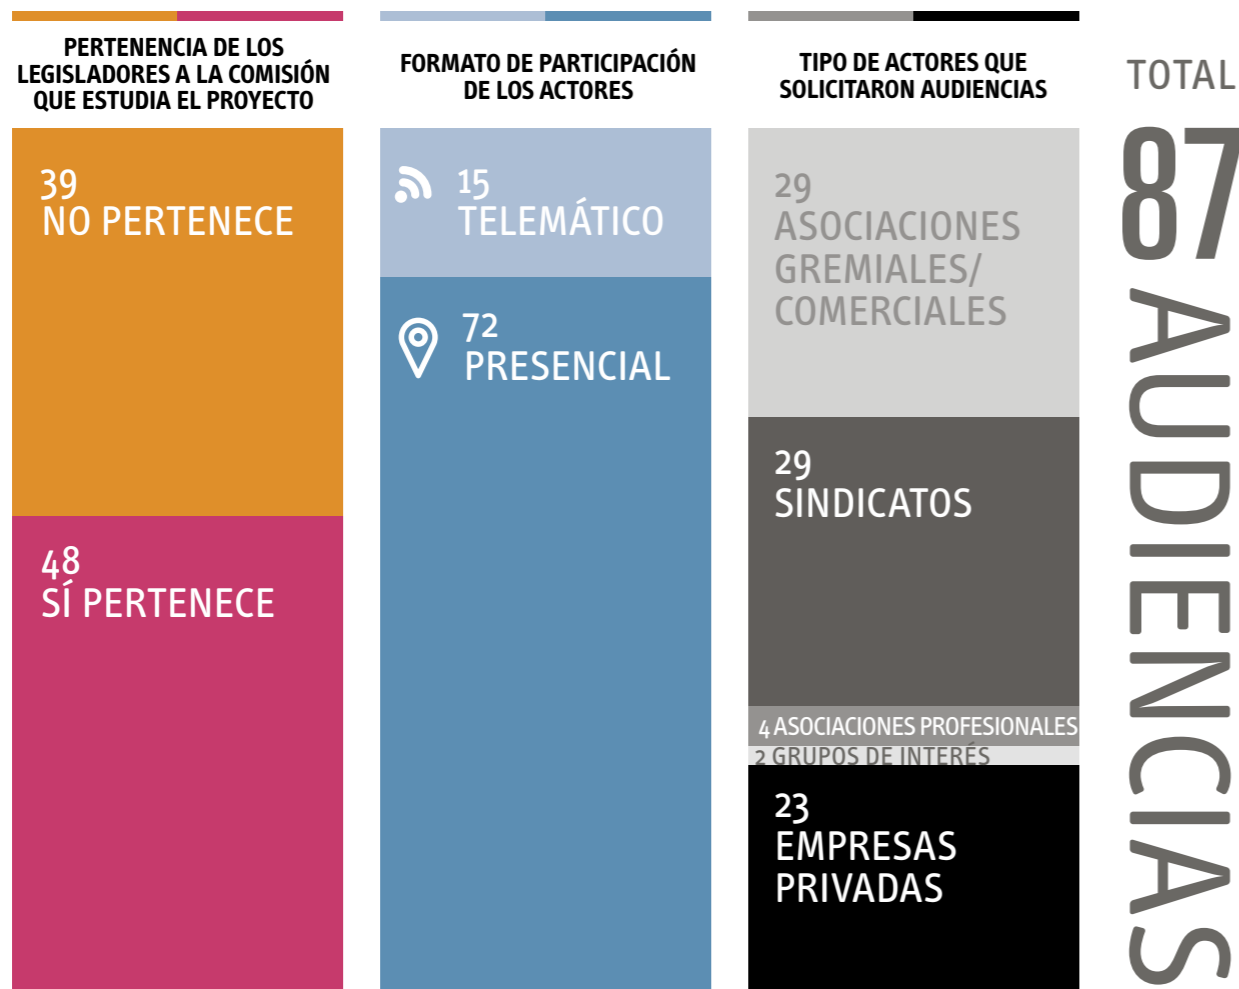 PERTENENCIA DE LOS
LEGISLADORES A LA COMISIÓN
QUE ESTUDIA EL PROYECTO
39
NO PERTENECE
48
SÍ PERTENECE
FORMATO DE PARTICIPACIÓN
DE LOS ACTORES
15
TELEMÁTICO
72
PRESENCIAL
TIPO DE ACTORES QUE
SOLICITARON AUDIENCIAS
29
ASOCIACIONES
GREMIALES/
COMERCIALES
29
SINDICATOS
4 ASOCIACIONES PROFESIONALES
2 GRUPOS DE INTERÉS
23
EMPRESAS
PRIVADAS
TOTAL
87
AUDIENCIAS